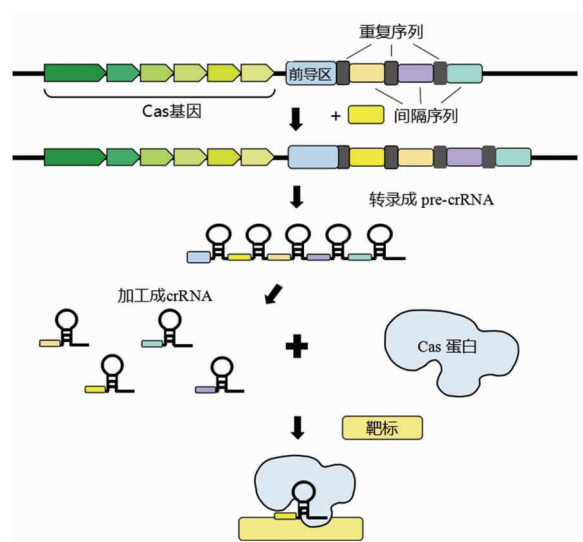 重复序列
前导区
Cas基因
+
间隔序列
转录成 pre-crRNA
加工成crRNA
Cas 蛋白
靶标